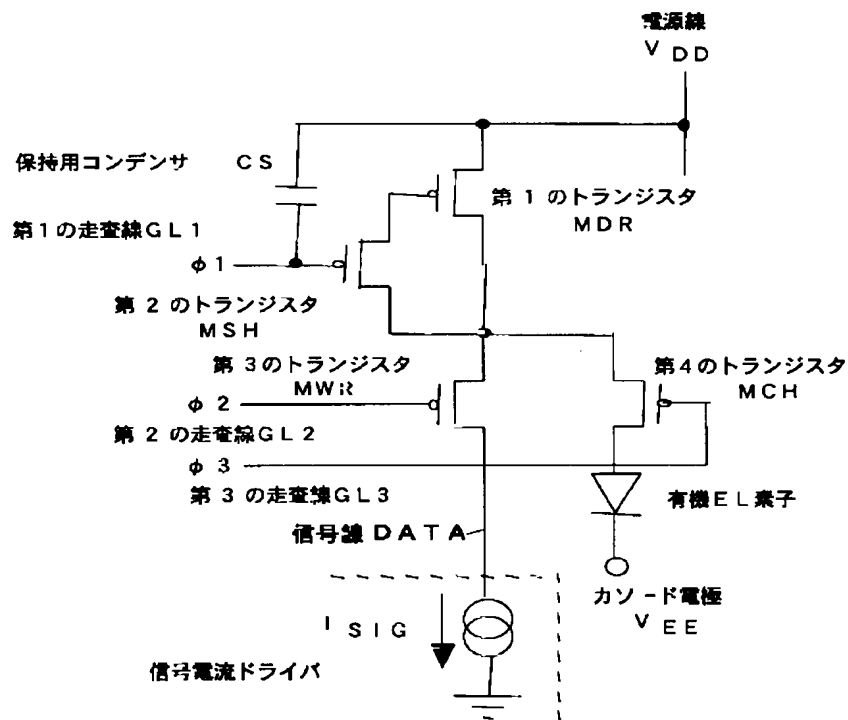 電源線
V DD
保持用コンデンサ CS
第1のトランジスタ
MDR
第1の走査線GL1
φ1
第2のトランジスタ
MSH
第3のトランジスタ
MWR
第4のトランジスタ
MCH
φ2
第2の走査線GL2
φ3
第3の走査線GL3
有機EL素子
信号線DATA
カソード電極
V EE
I SIG
信号電流ドライバ